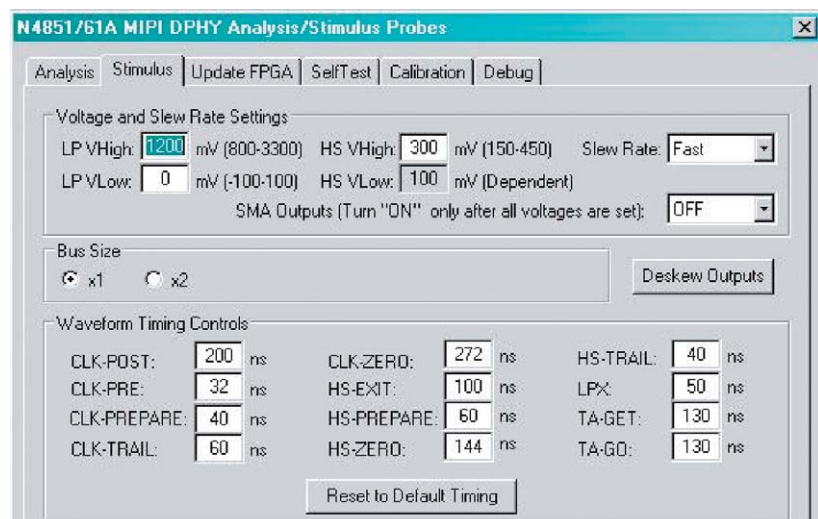 N4851/61A MIPI DPHY Analysis/Stimulus Probes
Analysis Stimulus Update FPGA SelfTest Calibration Debug
Voltage and Slew Rate Settings
LP VHigh: 1200 mV (800-3300) HS VHigh: 300 mV (150-450) Slew Rate: Fast
LP VLow: 0 mV (-100-100) HS VLow: 100 mV (Dependent)
SMA Outputs (Turn "ON" only after all voltages are set): OFF
Bus Size
x1 x2 Deskew Outputs
Waveform Timing Controls
CLK-POST: 200 ns CLK-ZERO: 272 ns HS-TRAIL: 40 ns
CLK-PRE: 32 ns HS-EXIT: 100 ns LPX: 50 ns
CLK-PREPARE: 40 ns HS-PREPARE: 60 ns TA-GET: 130 ns
CLK-TRAIL: 60 ns HS-ZERO: 144 ns TA-GO: 130 ns
Reset to Default Timing